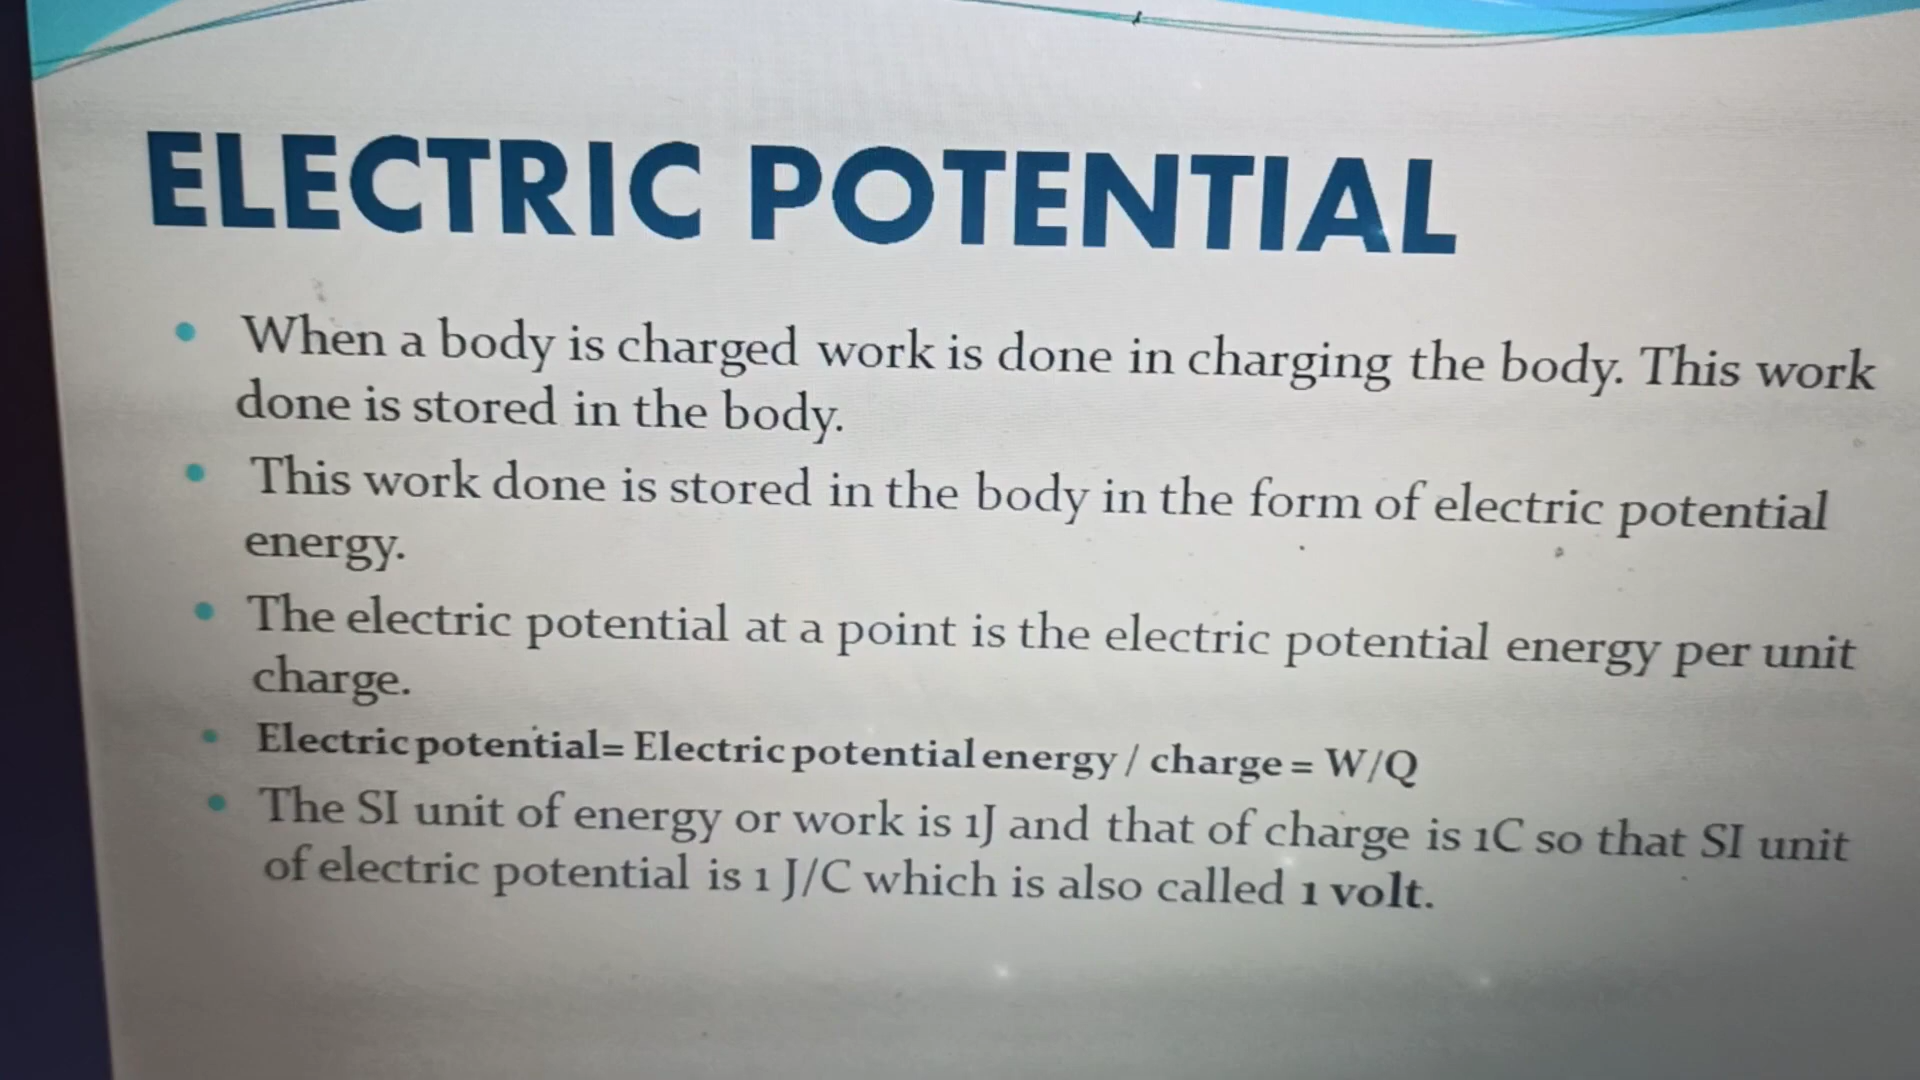 ELECTRIC POTENTIAL
• When a body is charged work is done in charging the body. This work
done is stored in the body.
• This work done is stored in the body in the form of electric potential
energy.
• The electric potential at a point is the electric potential energy per unit
charge.
• Electric potential= Electric potential energy / charge = W/Q
• The SI unit of energy or work is 1J and that of charge is 1C so that SI unit
of electric potential is 1 J/C which is also called 1 volt.